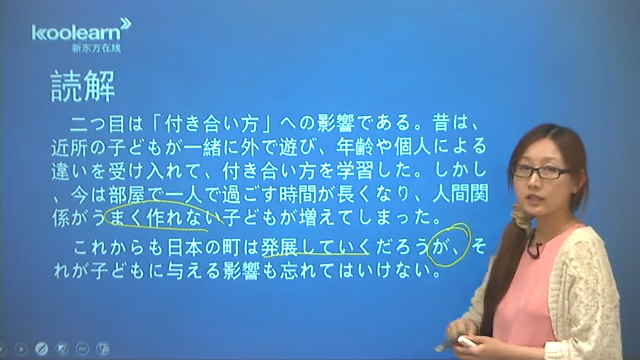 koolearn
新东方在线
読解
二つ目は「付き合い方」への影響である。昔は、
近所の子どもが一緒に外で遊び、年齢や個人による
違いを受け入れて、付き合い方を学習した。しかし
、今は部屋で一人で過ごす時間が長くなり、人間関
係がうまく作れない子どもが増えてしまった。
これからも日本の町は発展していくだろうが、そ
れが子どもに与える影響も忘れてはいけない。